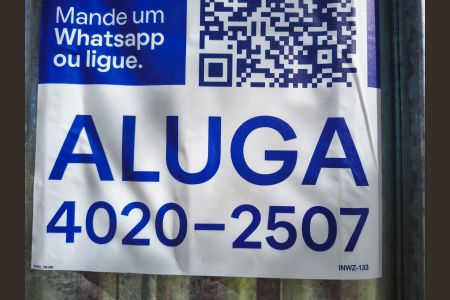 Mande um
Whatsapp
ou ligue.
ALUGA
4020-2507
INWZ-133